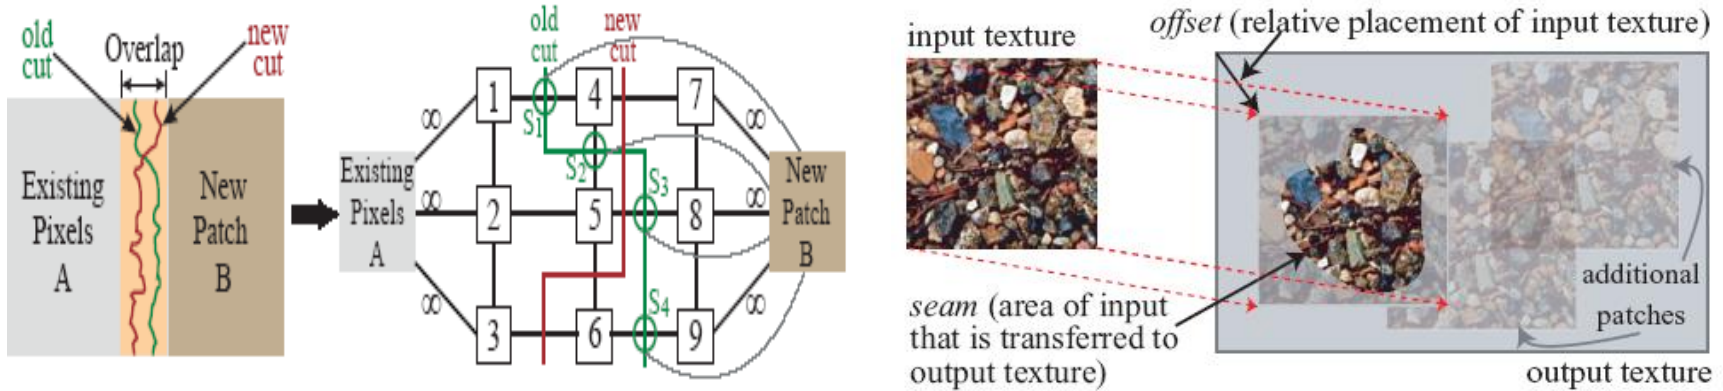 old
cut
Overlap
new
cut
Existing
Pixels
A
New
Patch
B
old
cut
new
cut
1
4
7
S1
∞
∞
S2
Existing
Pixels
A
∞
2
5
S3
8
∞
New
Patch
B
∞
3
6
S4
9
∞
input texture
offset (relative placement of input texture)
seam (area of input
that is transferred to
output texture)
additional
patches
output texture